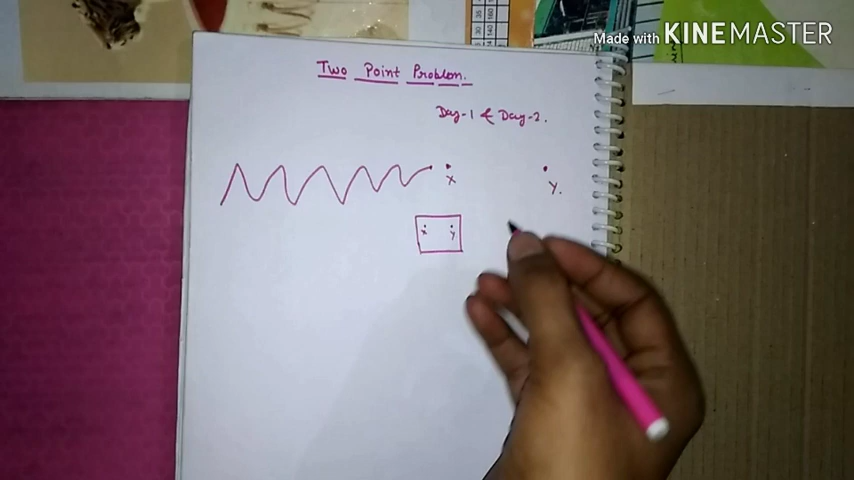 Made with KINEMASTER
Two Point Problem.
Day-1 & Day-2.
X
Y.
x y